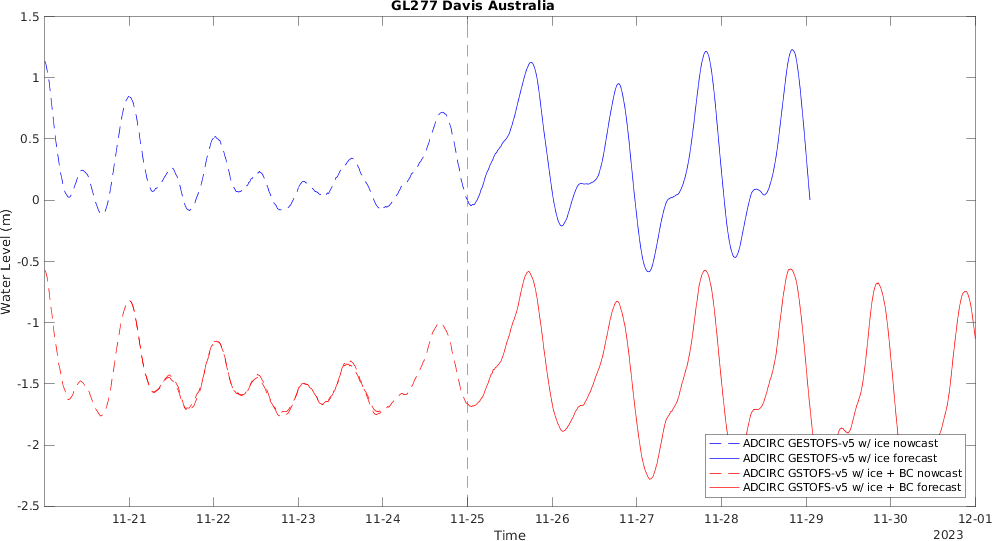 GL277 Davis Australia
1.5
1
0.5
0
-0.5
-1
-1.5
-2
-2.5
Water Level (m)
ADCIRC GESTOFS-v5 w/ ice nowcast
ADCIRC GESTOFS-v5 w/ ice forecast
ADCIRC GSTOFS-v5 w/ ice + BC nowcast
ADCIRC GSTOFS-v5 w/ ice + BC forecast
11-21 11-22 11-23 11-24 11-25 11-26 11-27 11-28 11-29 11-30 12-01
Time
2023